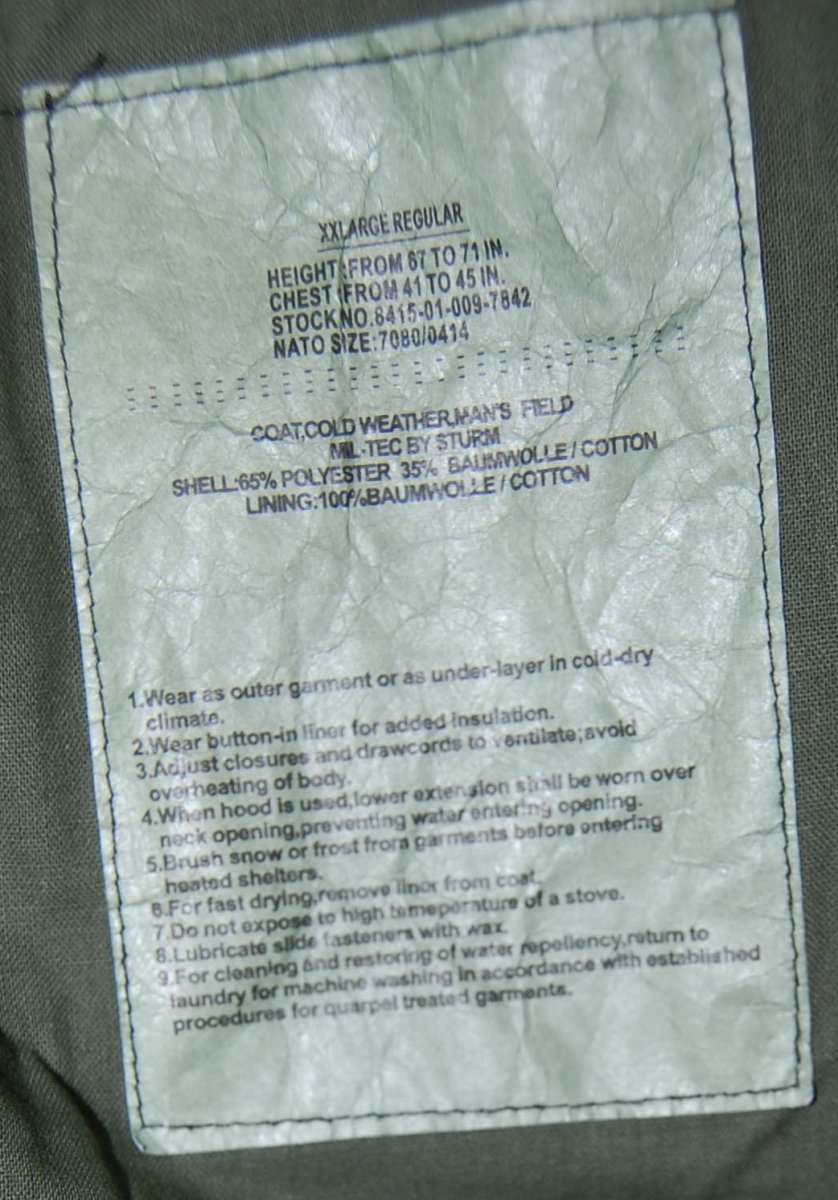 XXLARGE REGULAR
HEIGHT:FROM 67 TO 71 IN.
CHEST :FROM 41 TO 45 IN.
STOCKNO.8415-01-009-7842
NATO SIZE:7080/0414
COAT,COLD WEATHER,MAN'S FIELD
MIL-TEC BY STURM
SHELL:65% POLYESTER 35% BAUMWOLLE / COTTON
LINING:100%BAUMWOLLE / COTTON
1.Wear as outer garment or as under-layer in cold-dry
climate.
2.Wear button-in liner for added insulation.
3.Adjust closures and drawcords to ventilate;avoid
overheating of body.
4.When hood is used,lower extension shall be worn over
neck opening,preventing water entering opening.
5.Brush snow or frost from garments before entering
heated shelters.
6.For fast drying,remove liner from coat.
7.Do not expose to high temeperature of a stove.
8.Lubricate slide fasteners with wax.
9.For cleaning and restoring of water repellency,return to
laundry for machine washing in accordance with established
procedures for quarpel treated garments.